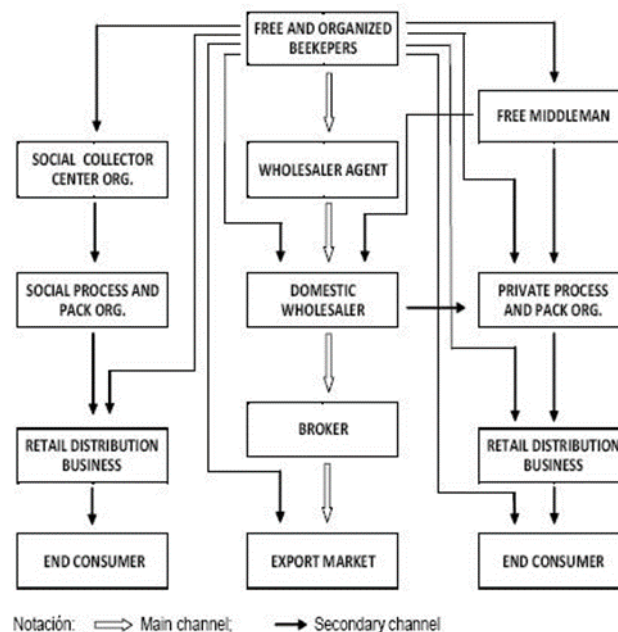 FREE AND ORGANIZED
BEEKEPERS
FREE MIDDLEMAN
SOCIAL COLLECTOR
CENTER ORG.
WHOLESALER AGENT
SOCIAL PROCESS AND
PACK ORG.
DOMESTIC
WHOLESALER
PRIVATE PROCESS
AND PACK ORG.
RETAIL DISTRIBUTION
BUSINESS
BROKER
RETAIL DISTRIBUTION
BUSINESS
END CONSUMER
EXPORT MARKET
END CONSUMER
Notación: Main channel; Secondary channel